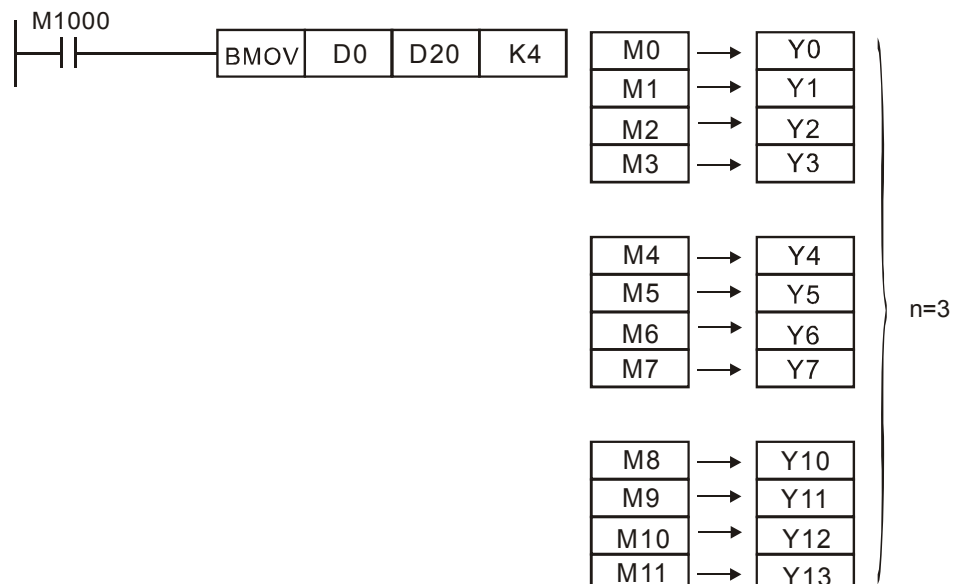 M1000
BMOV D0 D20 K4
M0 Y0
M1 Y1
M2 Y2
M3 Y3
M4 Y4
M5 Y5
M6 Y6
M7 Y7
n=3
M8 Y10
M9 Y11
M10 Y12
M11 Y13